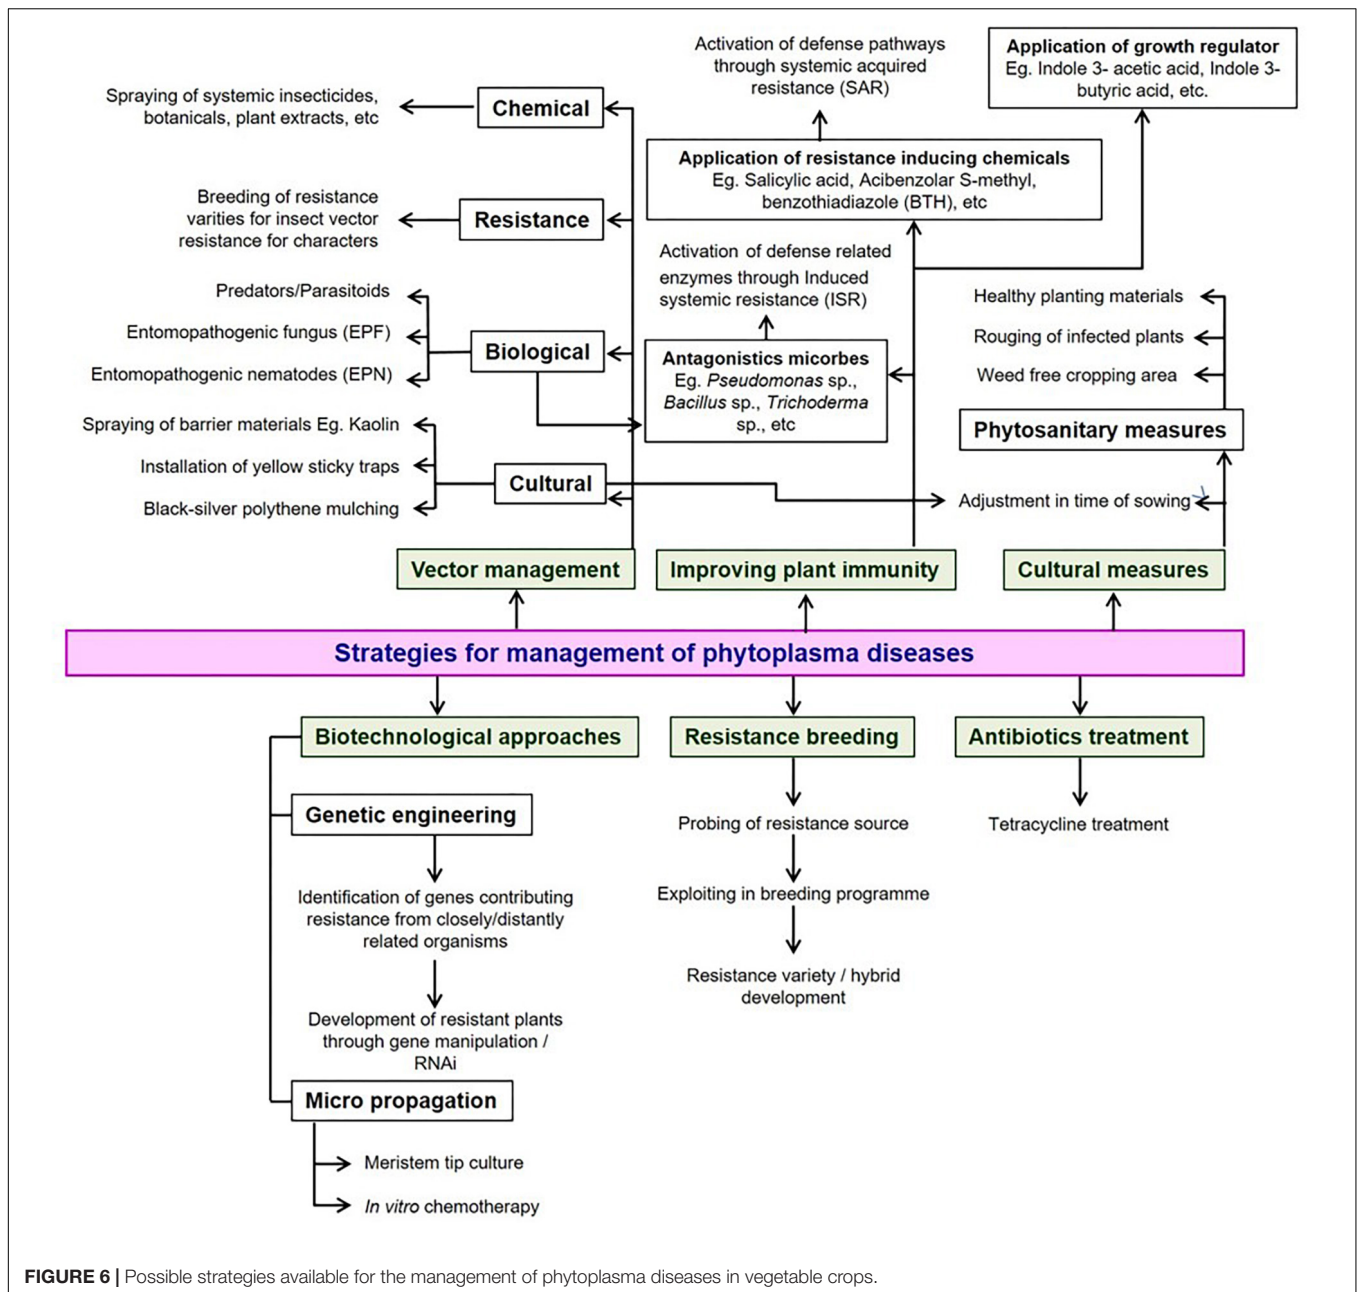 Activation of defense pathways
through systemic acquired
resistance (SAR)
Application of growth regulator
Eg. Indole 3- acetic acid, Indole 3-
butyric acid, etc.
Spraying of systemic insecticides,
botanicals, plant extracts, etc
Chemical
Application of resistance inducing chemicals
Eg. Salicylic acid, Acibenzolar S-methyl,
benzothiadiazole (BTH), etc
Breeding of resistance
varities for insect vector
resistance for characters
Resistance
Activation of defense related
enzymes through Induced
systemic resistance (ISR)
Predators/Parasitoids
Entomopathogenic fungus (EPF)
Entomopathogenic nematodes (EPN)
Biological
Antagonistics micorbes
Eg. Pseudomonas sp.,
Bacillus sp., Trichoderma
sp., etc
Healthy planting materials
Rouging of infected plants
Weed free cropping area
Phytosanitary measures
Spraying of barrier materials Eg. Kaolin
Installation of yellow sticky traps
Black-silver polythene mulching
Cultural
Adjustment in time of sowing
Vector management
Improving plant immunity
Cultural measures
Strategies for management of phytoplasma diseases
Biotechnological approaches
Resistance breeding
Antibiotics treatment
Genetic engineering
Identification of genes contributing
resistance from closely/distantly
related organisms
Development of resistant plants
through gene manipulation /
RNAi
Micro propagation
Meristem tip culture
In vitro chemotherapy
Probing of resistance source
Exploiting in breeding programme
Resistance variety / hybrid
development
Tetracycline treatment
FIGURE 6 | Possible strategies available for the management of phytoplasma diseases in vegetable crops.